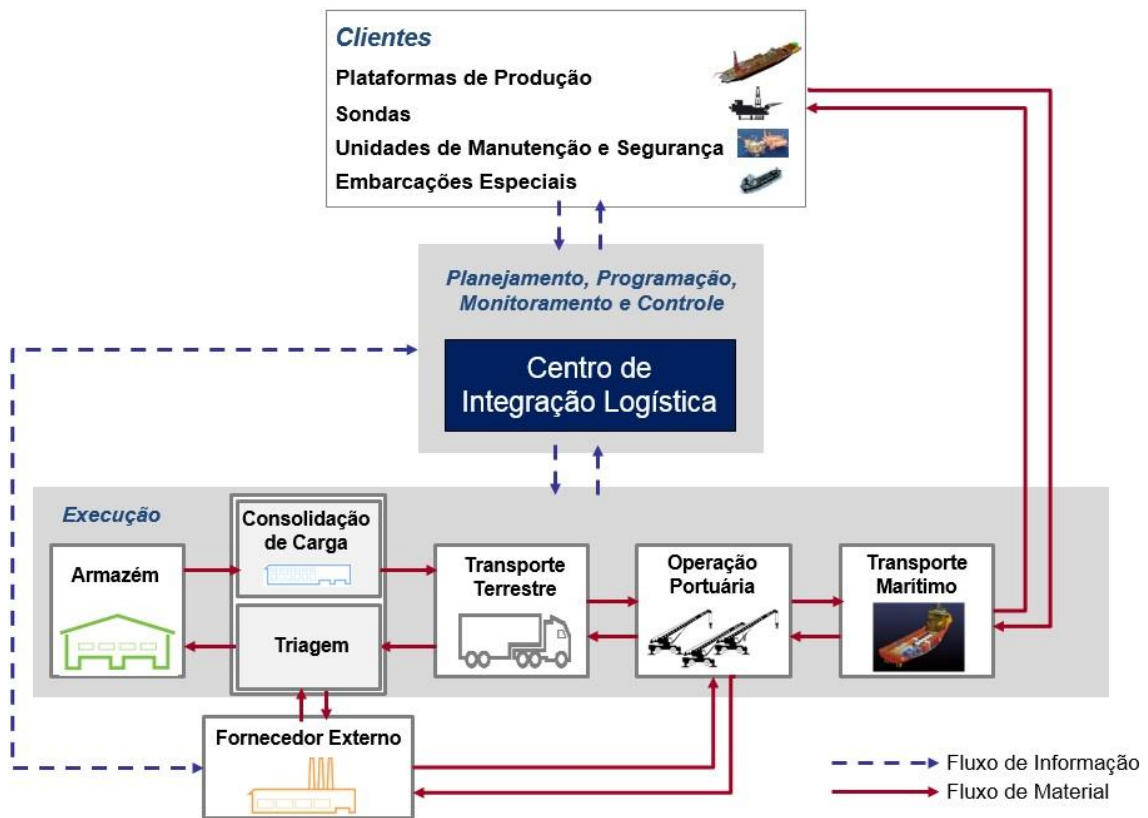 Clientes
Plataformas de Produção
Sondas
Unidades de Manutenção e Segurança
Embarcações Especiais
Planejamento, Programação,
Monitoramento e Controle
Centro de
Integração Logística
Execução
Armazém
Consolidação
de Carga
Triagem
Transporte
Terrestre
Operação
Portuária
Transporte
Marítimo
Fornecedor Externo
Fluxo de Informação
Fluxo de Material